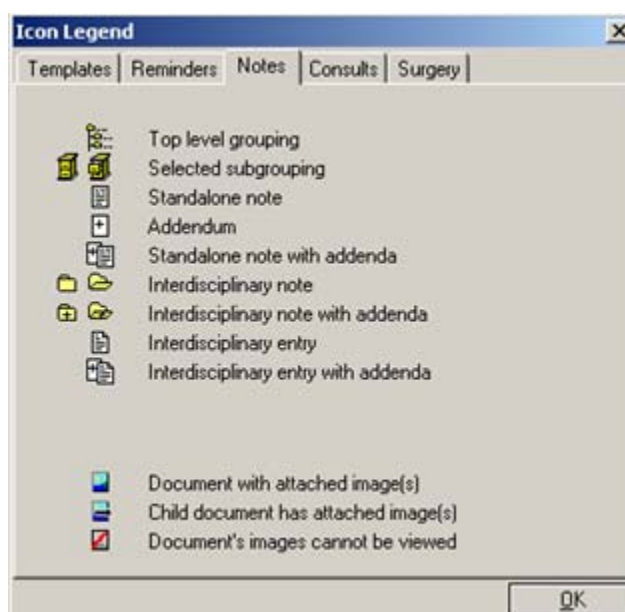 Icon Legend
Templates Reminders Notes Consults Surgery
Top level grouping
Selected subgrouping
Standalone note
Addendum
Standalone note with addenda
Interdisciplinary note
Interdisciplinary note with addenda
Interdisciplinary entry
Interdisciplinary entry with addenda
Document with attached image(s)
Child document has attached image(s)
Document's images cannot be viewed
OK